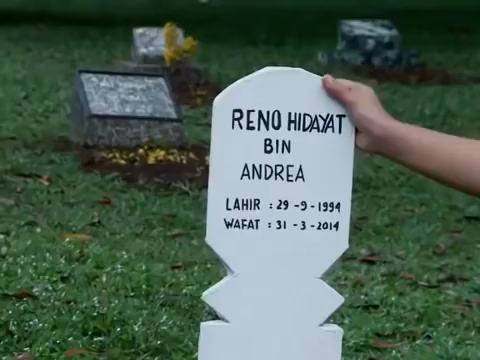 RENO HIDAYAT
BIN
ANDREA
LAHIR : 29 - 9 - 1994
WAFAT : 31 - 3 - 2014